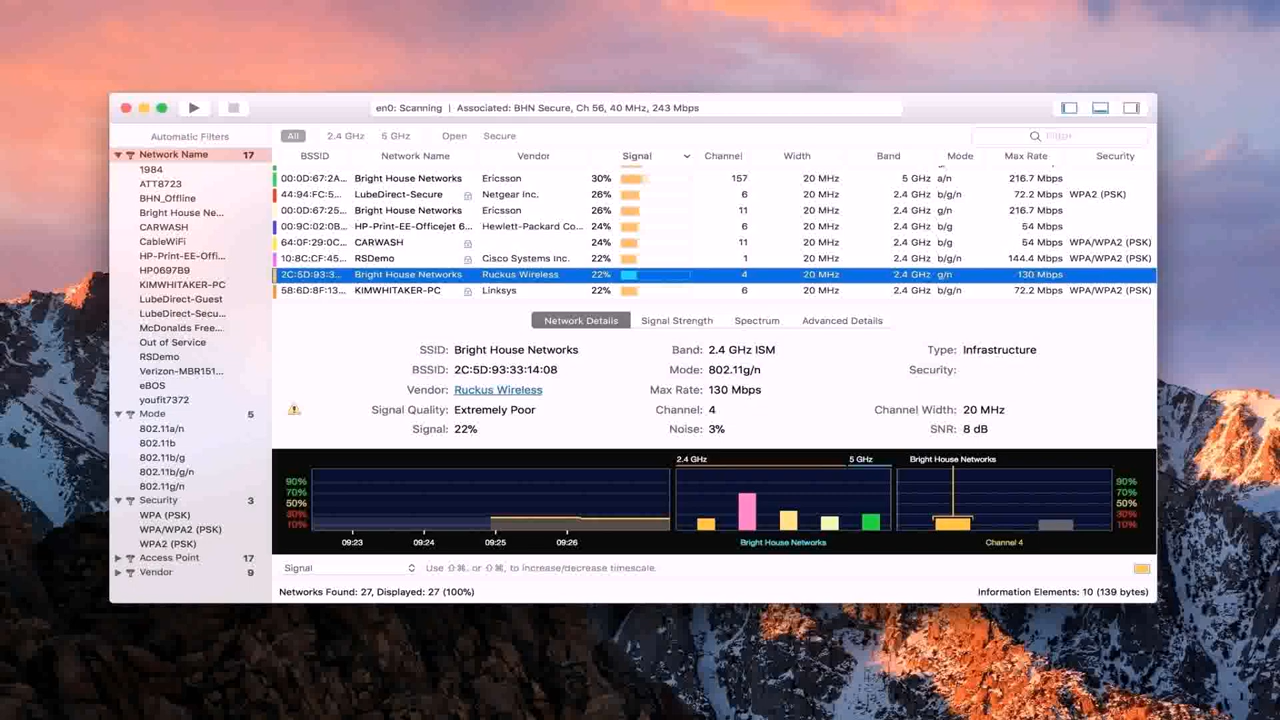 en0: Scanning | Associated: BHN Secure, Ch 56, 40 MHz, 243 Mbps
Automatic Filters
All 2.4 GHz 5 GHz Open Secure
BSSID Network Name Vendor Signal Channel Width Band Mode Max Rate Security
00:0D:67:2A... Bright House Networks Ericsson 30% 157 20 MHz 5 GHz a/n 216.7 Mbps
44:94:FC:5... LubeDirect-Secure Netgear Inc. 26% 6 20 MHz 2.4 GHz b/g/n 72.2 Mbps WPA2 (PSK)
00:0D:67:25... Bright House Networks Ericsson 26% 11 20 MHz 2.4 GHz g/n 216.7 Mbps
00:9C:02:0B... HP-Print-EE-Officejet 6... Hewlett-Packard Co... 24% 6 20 MHz 2.4 GHz b/g 54 Mbps
64:0F:29:0C... CARWASH 24% 11 20 MHz 2.4 GHz b/g 54 Mbps WPA/WPA2 (PSK)
10:8C:CF:45... RSDemo Cisco Systems Inc. 22% 1 20 MHz 2.4 GHz b/g/n 144.4 Mbps WPA/WPA2 (PSK)
2C:5D:93:3... Bright House Networks Ruckus Wireless 22% 4 20 MHz 2.4 GHz g/n 130 Mbps
58:6D:8F:13... KIMWHITAKER-PC Linksys 22% 6 20 MHz 2.4 GHz b/g/n 72.2 Mbps WPA/WPA2 (PSK)
Network Name 17
1984
ATT8723
BHN_Offline
Bright House Ne...
CARWASH
CableWiFi
HP-Print-EE-Offi...
HP0697B9
KIMWHITAKER-PC
LubeDirect-Guest
LubeDirect-Secu...
McDonalds Free...
Out of Service
RSDemo
Verizon-MBR151...
eBOS
youfit7372
Mode 5
802.11a/n
802.11b
802.11b/g
802.11b/g/n
802.11g/n
Security 3
WPA (PSK)
WPA/WPA2 (PSK)
WPA2 (PSK)
Access Point 17
Vendor 9
Network Details Signal Strength Spectrum Advanced Details
SSID: Bright House Networks Band: 2.4 GHz ISM Type: Infrastructure
BSSID: 2C:5D:93:33:14:08 Mode: 802.11g/n Security:
Vendor: Ruckus Wireless Max Rate: 130 Mbps
Signal Quality: Extremely Poor Channel: 4 Channel Width: 20 MHz
Signal: 22% Noise: 3% SNR: 8 dB
2.4 GHz 5 GHz Bright House Networks
90% 90%
70% 70%
50% 50%
30% 30%
10% 10%
09:23 09:24 09:25 09:26 Bright House Networks Channel 4
Signal Use ⇧⌘. or ⇧⌘, to increase/decrease timescale.
Networks Found: 27, Displayed: 27 (100%) Information Elements: 10 (139 bytes)